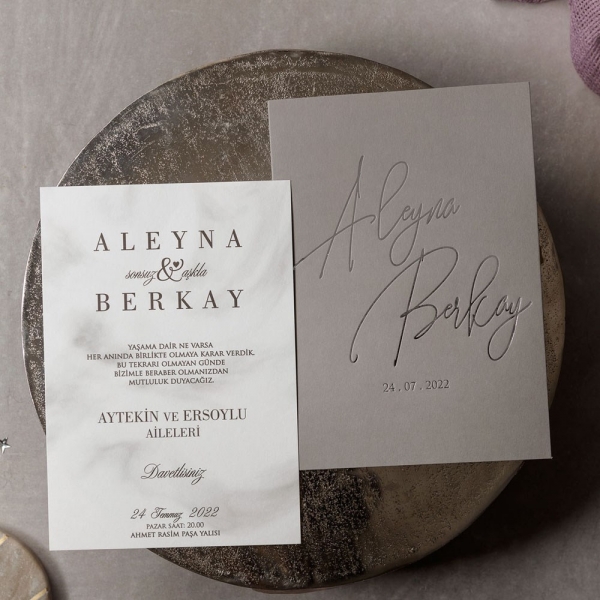 ALEYNA
sonsuz & aşkla
BERKAY
YAŞAMA DAİR NE VARSA
HER ANINDA BİRLİKTE OLMAYA KARAR VERDİK,
BU TEKRARI OLMAYAN GÜNDE
BİZİMLE BERABER OLMANIZDAN
MUTLULUK DUYACAĞIZ.
AYTEKİN VE ERSOYLU
AİLELERİ
Davetlisiniz
24 Temmuz 2022
PAZAR SAAT: 20.00
AHMET RASİM PAŞA YALISI
Aleyna
Berkay
24.07.2022